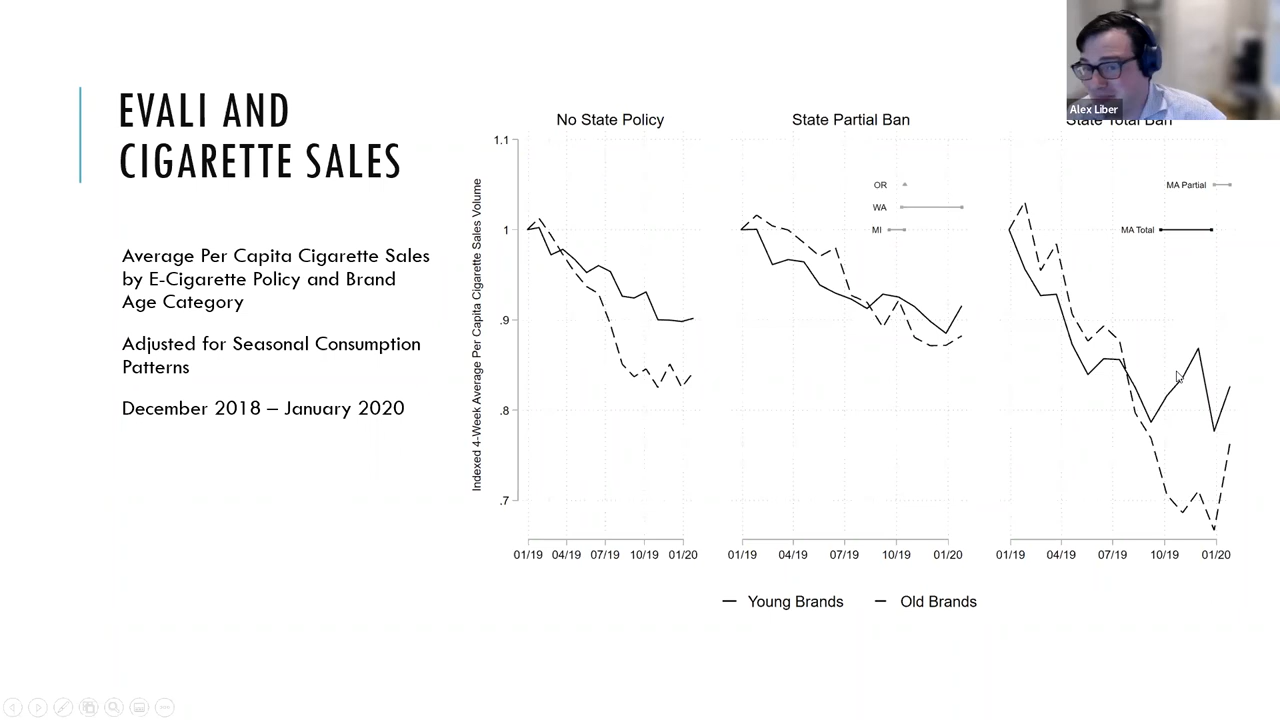 EVALI AND
CIGARETTE SALES
Average Per Capita Cigarette Sales
by E-Cigarette Policy and Brand
Age Category
Adjusted for Seasonal Consumption
Patterns
December 2018 – January 2020
Alex Liber
No State Policy
State Partial Ban
State Total Ban
Indexed 4-Week Average Per Capita Cigarette Sales Volume
1.1
1
.9
.8
.7
OR
WA
MI
MA Partial
MA Total
01/19 04/19 07/19 10/19 01/20
01/19 04/19 07/19 10/19 01/20
01/19 04/19 07/19 10/19 01/20
Young Brands
Old Brands